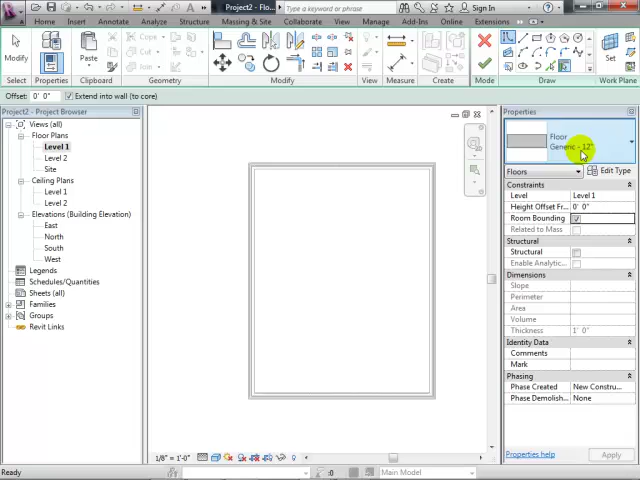 Project2 - Flo...
Type a keyword or phrase
Home Insert Annotate Analyze Structure Massing & Site Collaborate View Manage Add-Ins Online Extensions
Modify
Properties
Paste
Cope
Cut
Join
Select Properties Clipboard Geometry Modify View Measure Create Mode Draw Work Plane
Set
Offset: 0' 0" Extend into wall (to core)
Project2 - Project Browser
Views (all)
Floor Plans
Level 1
Level 2
Site
Ceiling Plans
Level 1
Level 2
Elevations (Building Elevation)
East
North
South
West
Legends
Schedules/Quantities
Sheets (all)
Families
Groups
Revit Links
1/8" = 1'-0"
Properties
Floor
Generic - 12"
Floors Edit Type
Constraints
Level Level 1
Height Offset Fr... 0' 0"
Room Bounding
Related to Mass
Structural
Structural
Enable Analytic...
Dimensions
Slope
Perimeter
Area
Volume
Thickness 1' 0"
Identity Data
Comments
Mark
Phasing
Phase Created New Constru...
Phase Demolish... None
Properties help Apply
Ready :0 Main Model